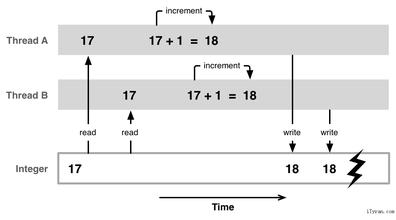 increment
Thread A 17 17 + 1 = 18
increment
Thread B 17 17 + 1 = 18
read read write write
Integer 17 18 18
Time
iTyran.com